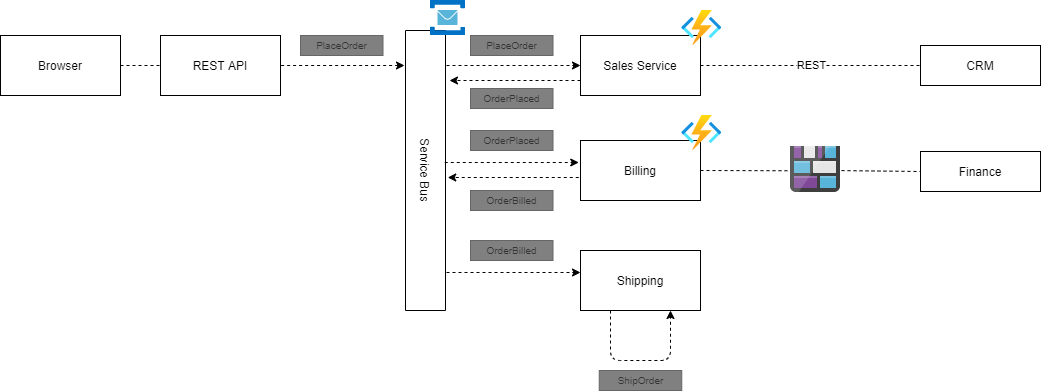 PlaceOrder
PlaceOrder
Browser
REST API
Sales Service
REST
CRM
OrderPlaced
OrderPlaced
Service Bus
Billing
Finance
OrderBilled
OrderBilled
Shipping
ShipOrder